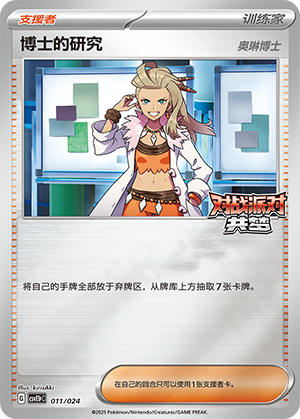 支援者
训练家
博士的研究
奥琳博士
对战派对
共梦
将自己的手牌全部放于弃牌区，从牌库上方抽取7张卡牌。
Illus. kirisAki
在自己的回合只可以使用1张支援者卡。
G
011/024
©2025 Pokémon/Nintendo/Creatures/GAME FREAK.